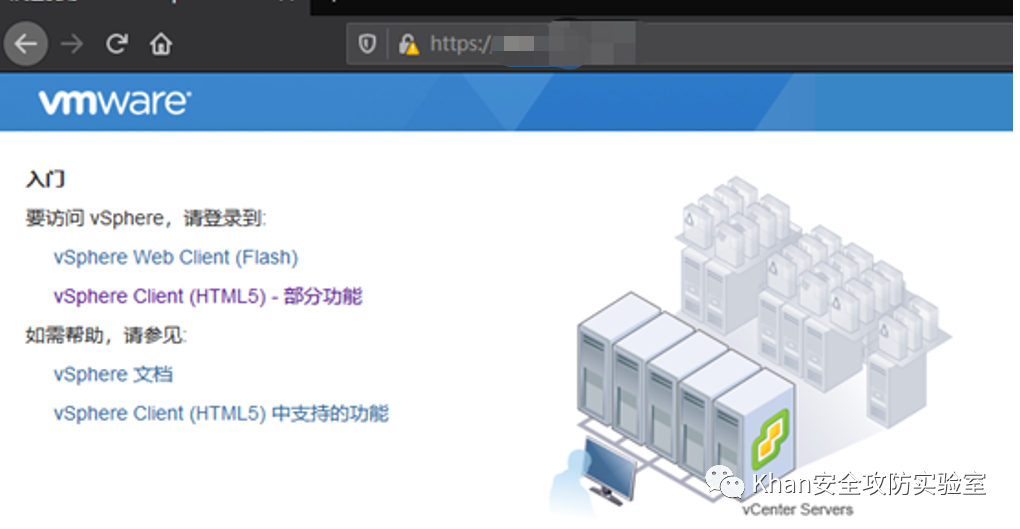 https:/
vmware
入门
要访问 vSphere，请登录到:
vSphere Web Client (Flash)
vSphere Client (HTML5) - 部分功能
如需帮助，请参见:
vSphere 文档
vSphere Client (HTML5) 中支持的功能
Khan安全攻防实验室
vCenter Servers